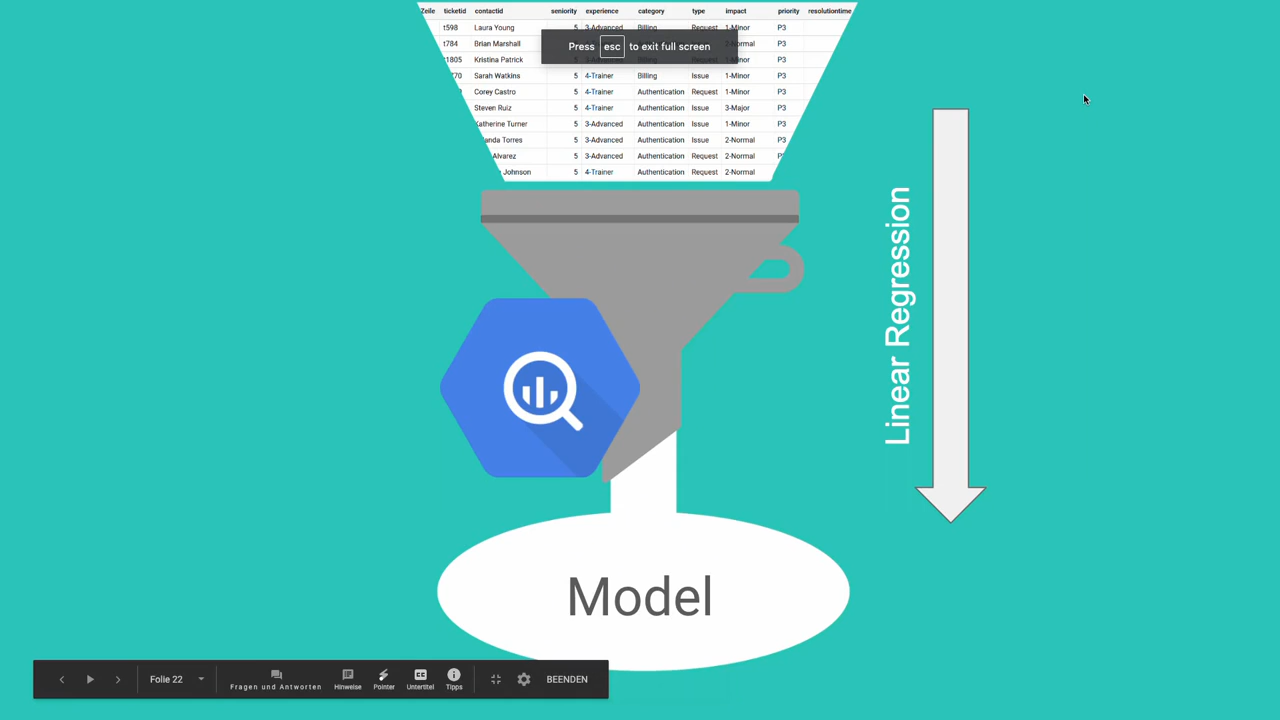 Zeile ticketid contactid seniority experience category type impact priority resolutiontime
t598 Laura Young 5 3-Advanced Billing Request 1-Minor P3
t784 Brian Marshall P3
Press esc to exit full screen
t1805 Kristina Patrick P3
70 Sarah Watkins 5 4-Trainer Billing Issue 1-Minor P3
Corey Castro 5 4-Trainer Authentication Request 1-Minor P3
Steven Ruiz 5 4-Trainer Authentication Issue 3-Major P3
Katherine Turner 5 3-Advanced Authentication Issue 1-Minor P3
anda Torres 5 3-Advanced Authentication Issue 2-Normal P3
Alvarez 5 3-Advanced Authentication Request 2-Normal P
Johnson 5 4-Trainer Authentication Request 2-Normal
Linear Regression
Model
Folie 22 Fragen und Antworten Hinweise Pointer Untertitel Tipps BEENDEN